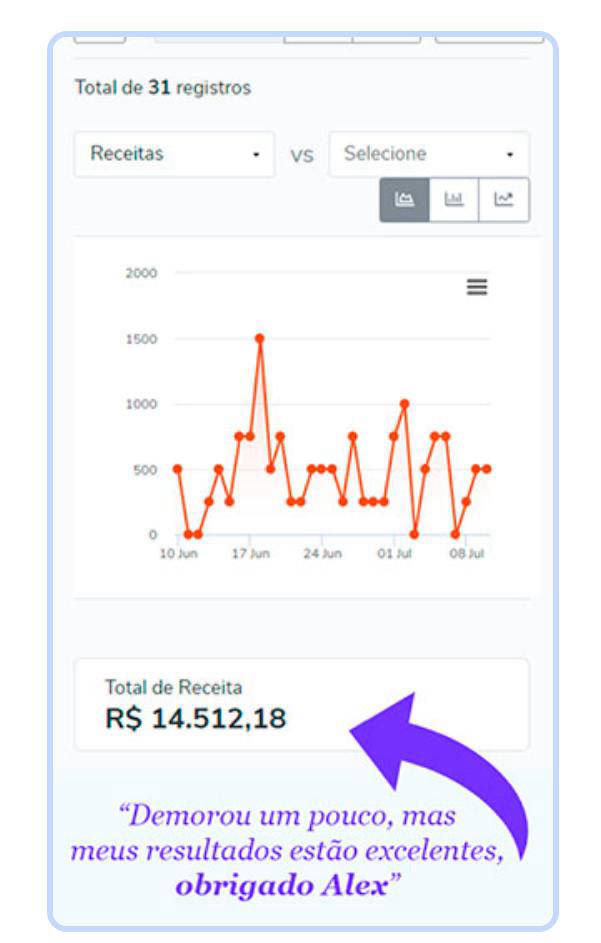 Total de 31 registros
Receitas vs Selecione
2000
1500
1000
500
0
10 Jun 17 Jun 24 Jun 01 Jul 08 Jul
Total de Receita
R$ 14.512,18
“Demorou um pouco, mas
meus resultados estão excelentes,
obrigado Alex”